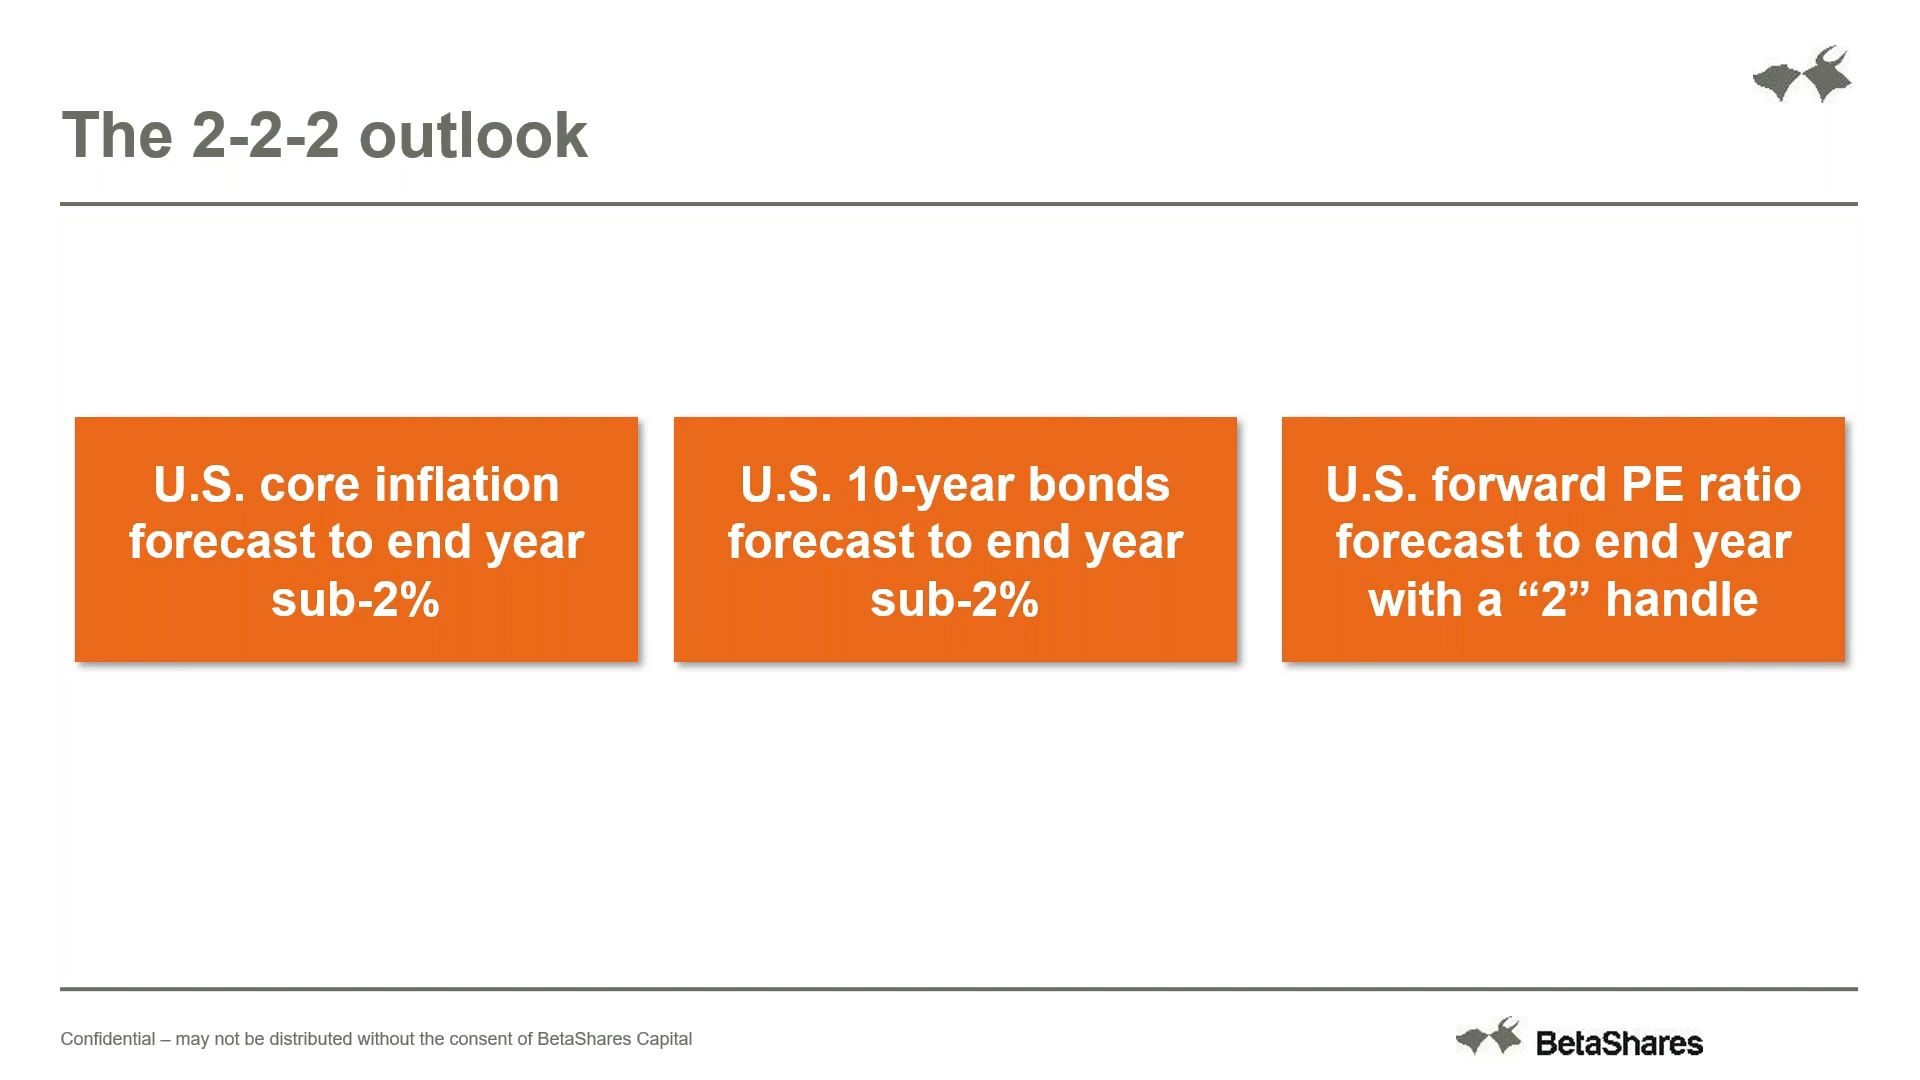 The 2-2-2 outlook
U.S. core inflation
forecast to end year
sub-2%
U.S. 10-year bonds
forecast to end year
sub-2%
U.S. forward PE ratio
forecast to end year
with a “2” handle
Confidential – may not be distributed without the consent of BetaShares Capital
BetaShares